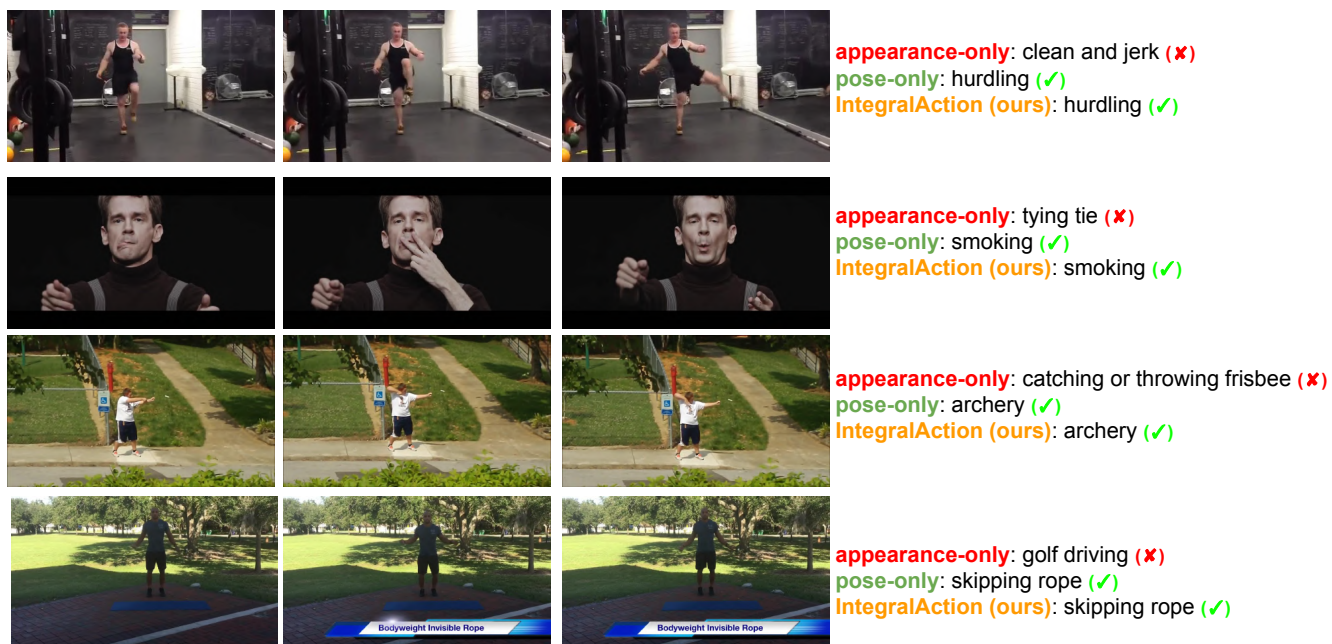 appearance-only: clean and jerk (✘)
pose-only: hurdling (✓)
IntegralAction (ours): hurdling (✓)
appearance-only: tying tie (✘)
pose-only: smoking (✓)
IntegralAction (ours): smoking (✓)
appearance-only: catching or throwing frisbee (✘)
pose-only: archery (✓)
IntegralAction (ours): archery (✓)
appearance-only: golf driving (✘)
pose-only: skipping rope (✓)
IntegralAction (ours): skipping rope (✓)
Bodyweight Invisible Rope
Bodyweight Invisible Rope